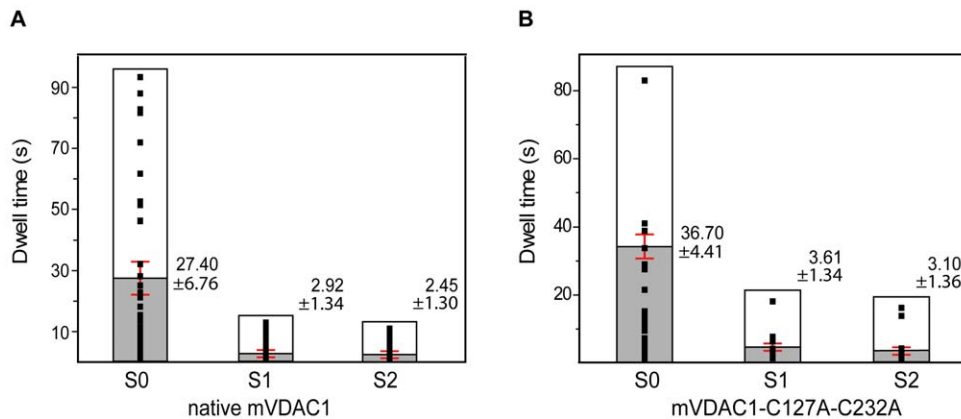 A
Dwell time (s)
90
70
50
30
10
27.40
±6.76
2.92
±1.34
2.45
±1.30
S0 S1 S2
native mVDAC1
B
Dwell time (s)
80
60
40
20
36.70
±4.41
3.61
±1.34
3.10
±1.36
S0 S1 S2
mVDAC1-C127A-C232A